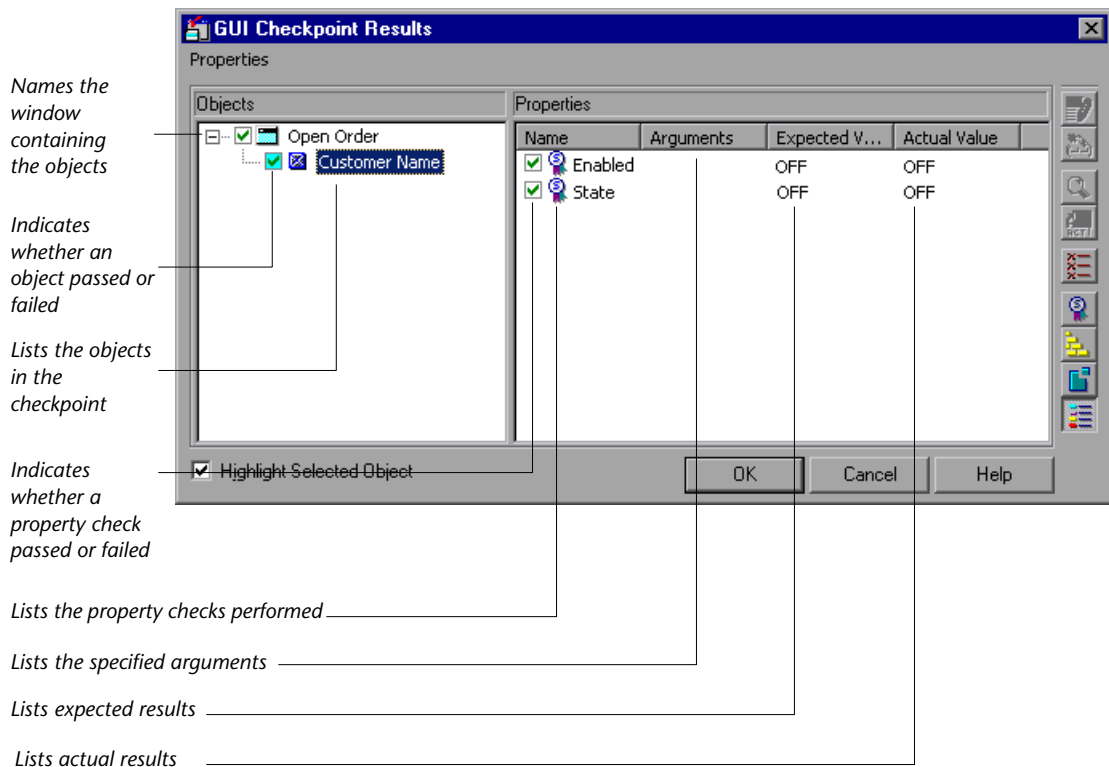 GUI Checkpoint Results
Properties
Names the
window
containing
the objects
Objects
Properties
Open Order
Customer Name
Name
Arguments
Expected V...
Actual Value
Enabled
OFF
OFF
State
OFF
OFF
Indicates
whether an
object passed or
failed
Lists the objects
in the
checkpoint
Indicates
whether a
property check
passed or failed
Highlight Selected Object
OK
Cancel
Help
Lists the property checks performed
Lists the specified arguments
Lists expected results
Lists actual results